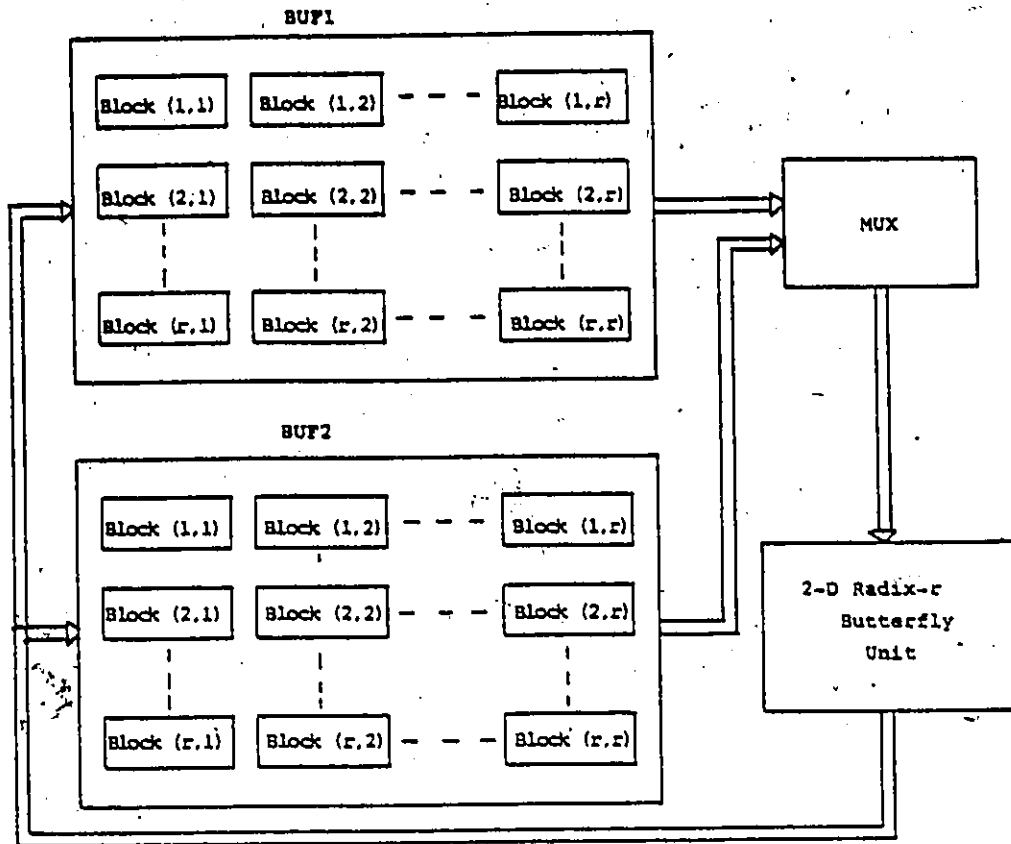 BUF1
Block (1,1) Block (1,2) Block (1,r)
Block (2,1) Block (2,2) Block (2,r)
MUX
Block (r,1) Block (r,2) Block (r,r)
BUF2
Block (1,1) Block (1,2) Block (1,r)
Block (2,1) Block (2,2) Block (2,r)
2-D Radix-r
Butterfly
Unit
Block (r,1) Block (r,2) Block (r,r)